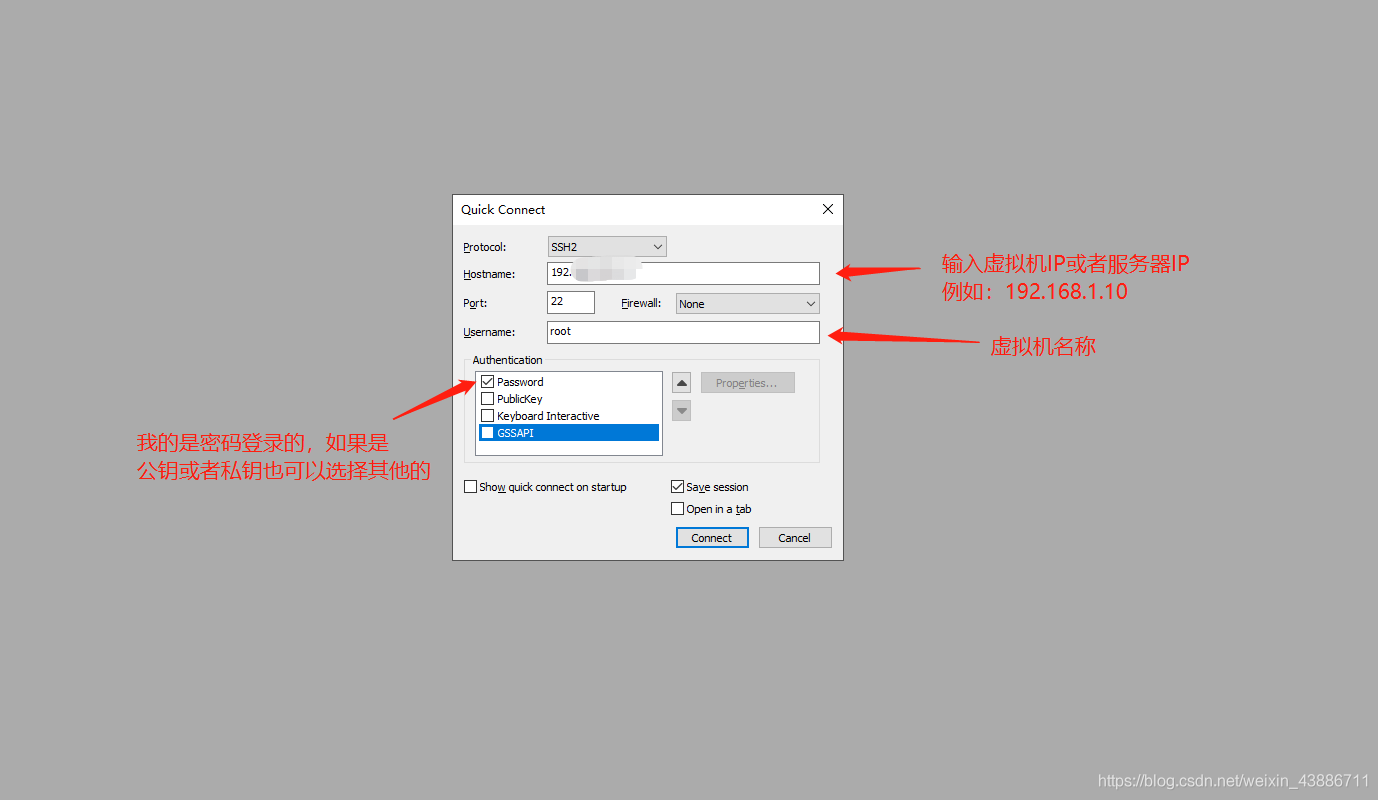 Quick Connect
Protocol:
SSH2
Hostname:
192.
输入虚拟机IP或者服务器IP
例如：192.168.1.10
Port:
22
Firewall:
None
Username:
root
虚拟机名称
Authentication
Password
Properties...
PublicKey
Keyboard Interactive
GSSAPI
我的是密码登录的，如果是
公钥或者私钥也可以选择其他的
Show quick connect on startup
Save session
Open in a tab
Connect
Cancel
https://blog.csdn.net/weixin_43886711